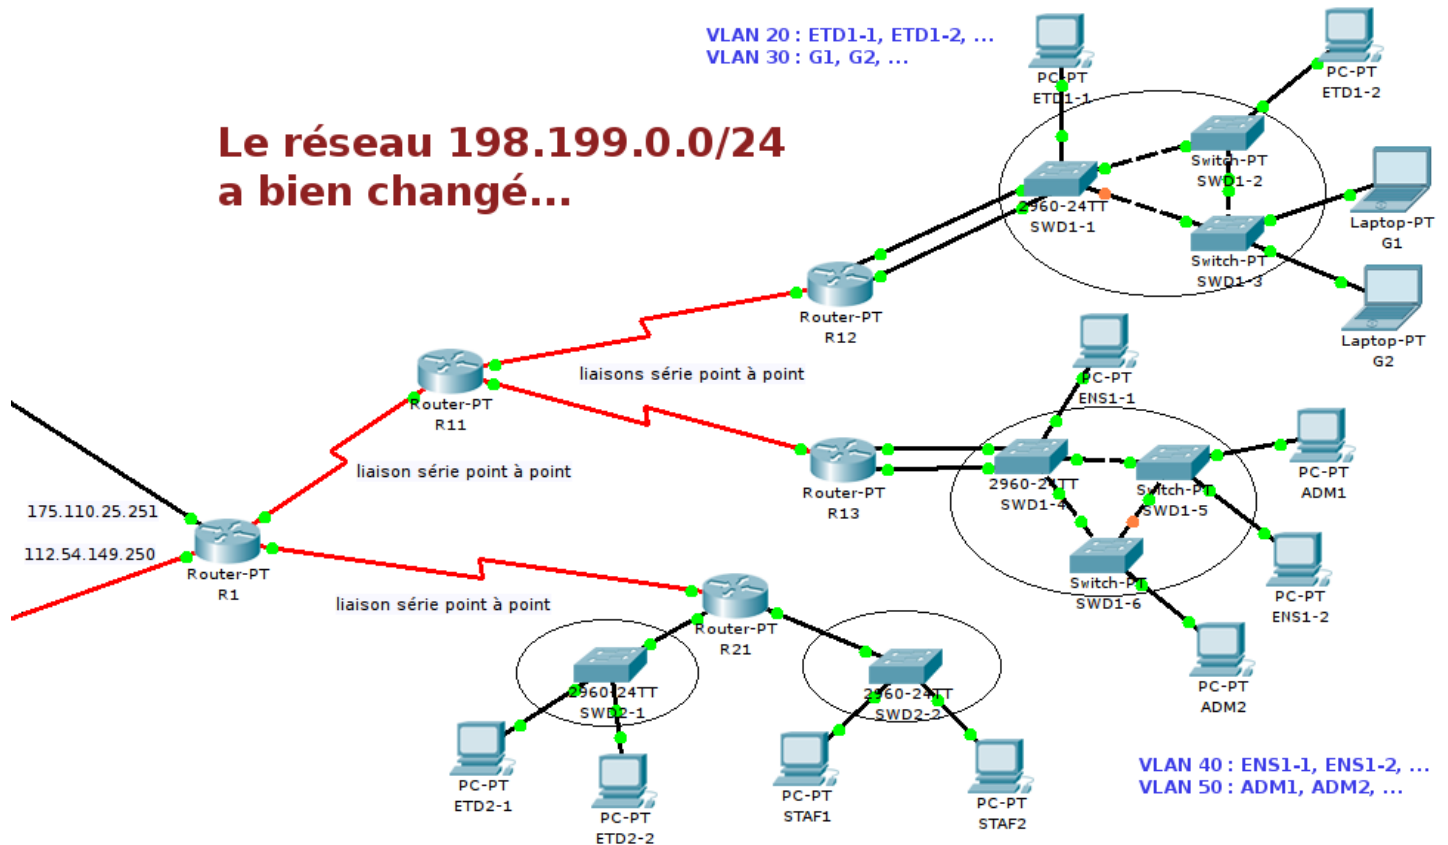 VLAN 20 : ETD1-1, ETD1-2, ...
VLAN 30 : G1, G2, ...
Le réseau 198.199.0.0/24
a bien changé...
PC-PT
ETD1-1
PC-PT
ETD1-2
Switch-PT
SWD1-2
2960-24TT
SWD1-1
Switch-PT
SWD1-3
Laptop-PT
G1
Laptop-PT
G2
Router-PT
R12
liaisons série point à point
Router-PT
R11
PC-PT
ENS1-1
liaison série point à point
Router-PT
R13
2960-24TT
SWD1-4
Switch-PT
SWD1-5
PC-PT
ADM1
175.110.25.251
112.54.149.250
Router-PT
R1
Switch-PT
SWD1-6
PC-PT
ENS1-2
liaison série point à point
Router-PT
R21
2960-24TT
SWD2-1
2960-24TT
SWD2-2
PC-PT
ADM2
PC-PT
ETD2-1
PC-PT
ETD2-2
PC-PT
STAF1
PC-PT
STAF2
VLAN 40 : ENS1-1, ENS1-2, ...
VLAN 50 : ADM1, ADM2, ...